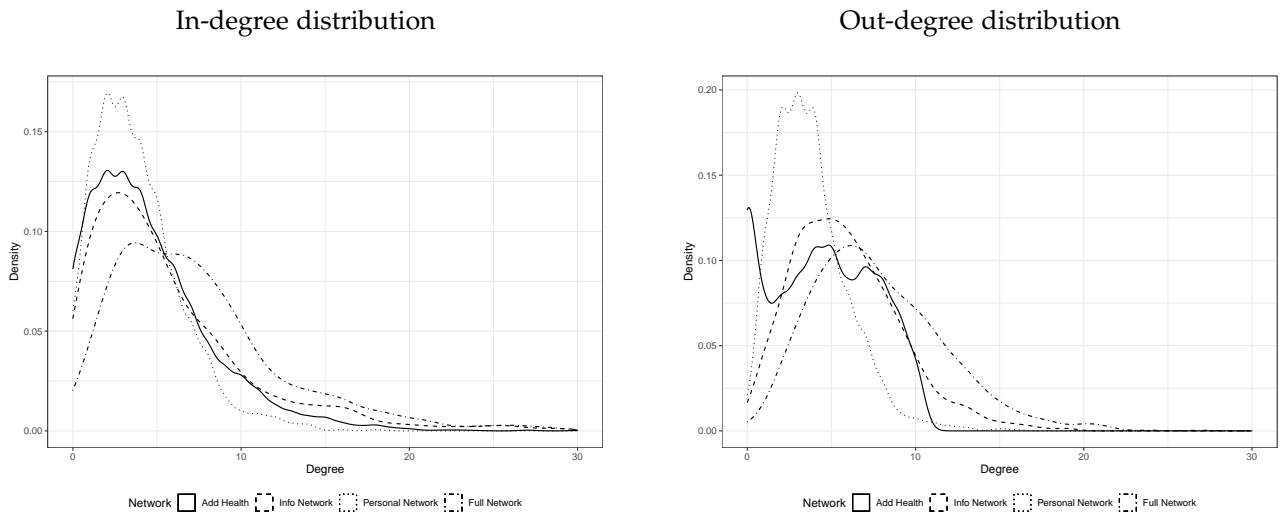 In-degree distribution
0.15
0.10
0.05
0.00
Density
0 10 20 30
Degree
Network Add Health Info Network Personal Network Full Network
Out-degree distribution
0.20
0.15
0.10
0.05
0.00
Density
0 10 20 30
Degree
Network Add Health Info Network Personal Network Full Network